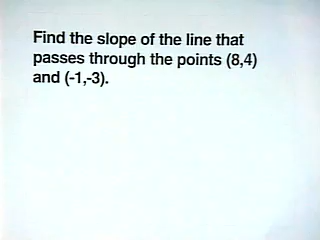 Find the slope of the line that
passes through the points (8,4)
and (-1,-3).